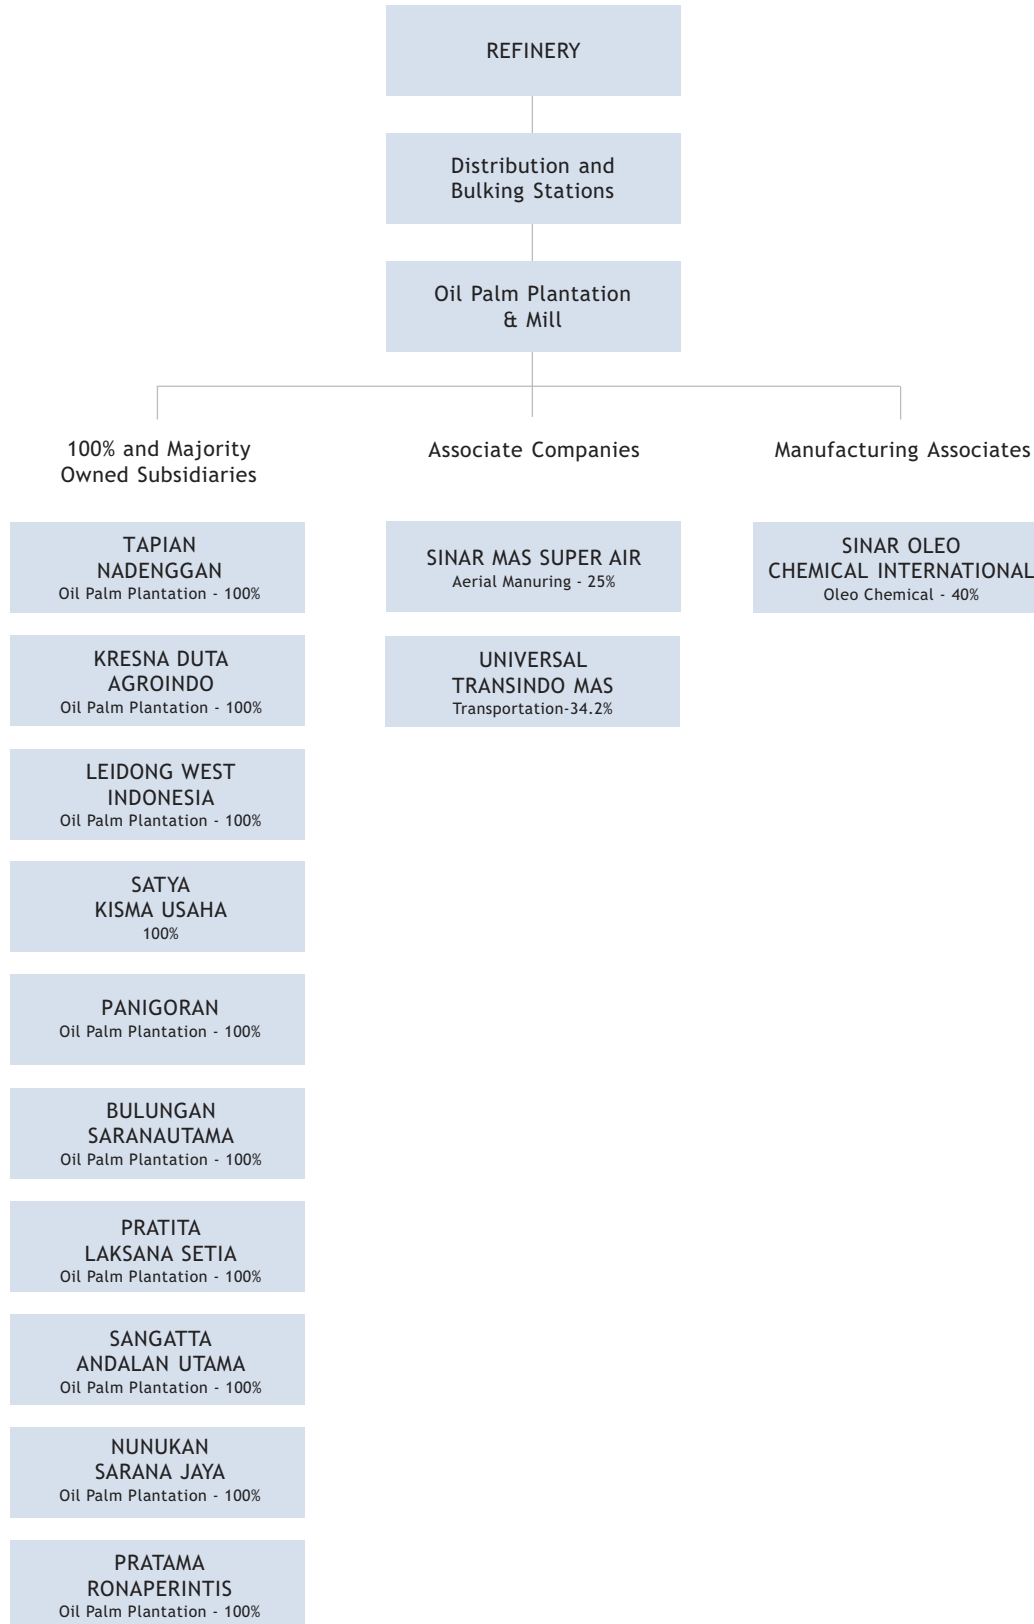 REFINERY
Distribution and
Bulking Stations
Oil Palm Plantation
& Mill
100% and Majority
Owned Subsidiaries
TAPIAN
NADENGGAN
Oil Palm Plantation - 100%
KRESNA DUTA
AGROINDO
Oil Palm Plantation - 100%
LEIDONG WEST
INDONESIA
Oil Palm Plantation - 100%
SATYA
KISMA USAHA
100%
PANIGORAN
Oil Palm Plantation - 100%
BULUNGAN
SARANAUTAMA
Oil Palm Plantation - 100%
PRATITA
LAKSANA SETIA
Oil Palm Plantation - 100%
SANGATTA
ANDALAN UTAMA
Oil Palm Plantation - 100%
NUNUKAN
SARANA JAYA
Oil Palm Plantation - 100%
PRATAMA
RONAPERINTIS
Oil Palm Plantation - 100%
Associate Companies
SINAR MAS SUPER AIR
Aerial Manuring - 25%
UNIVERSAL
TRANSINDO MAS
Transportation-34.2%
Manufacturing Associates
SINAR OLEO
CHEMICAL INTERNATIONAL
Oleo Chemical - 40%